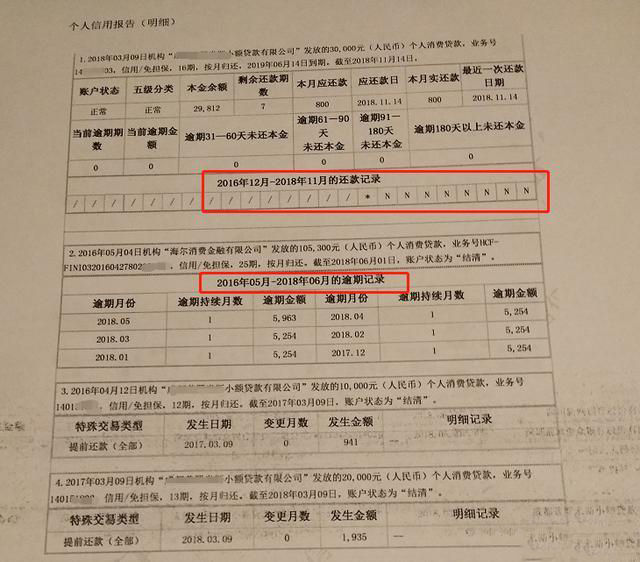 个人信用报告（明细）
1.2018年03月09日机构“小额贷款有限公司”发放的30,000元（人民币）个人消费贷款，业务号
14 03，信用/免担保，16期，按月归还，2019年06月14日到期，截至2018年11月14日，
账户状态 五级分类 本金余额 剩余还款期数 本月应还款 应还款日 本月实还款 最近一次还款日期
正常 正常 29,812 7 800 2018.11.14 800 2018.11.14
当前逾期期数 当前逾期金额 逾期31—60天未还本金 逾期61—90天未还本金 逾期91—180天未还本金 逾期180天以上未还本金
0 0 0 0 0 0
2016年12月-2018年11月的还款记录
/ / / / / / / / / / / / / / / * N N N N N N N N
2.2016年05月04日机构“海尔消费金融有限公司”发放的105,300元（人民币）个人消费贷款，业务号HCF-
FINI0320160427802，信用/免担保，25期，按月归还。截至2018年06月01日，账户状态为“结清”。
2016年05月-2018年06月的逾期记录
逾期月份 逾期持续月数 逾期金额 逾期月份 逾期持续月数 逾期金额
2018.05 1 5,963 2018.04 1 5,254
2018.03 1 5,254 2018.02 1 5,254
2018.01 1 5,254 2017.12 1 5,254
3.2016年04月12日机构“小额贷款有限公司”发放的10,000元（人民币）个人消费贷款，业务号
1401，信用/免担保，12期，按月归还。截至2017年03月09日，账户状态为“结清”。
特殊交易类型 发生日期 变更月数 发生金额 明细记录
提前还款（全部） 2017.03.09 0 941 —
4.2017年03月09日机构“小额贷款有限公司”发放的20,000元（人民币）个人消费贷款，业务号
1401，信用/免担保，13期，按月归还。截至2018年03月09日，账户状态为“结清”。
特殊交易类型 发生日期 变更月数 发生金额 明细记录
提前还款（全部） 2018.03.09 0 1,935 —